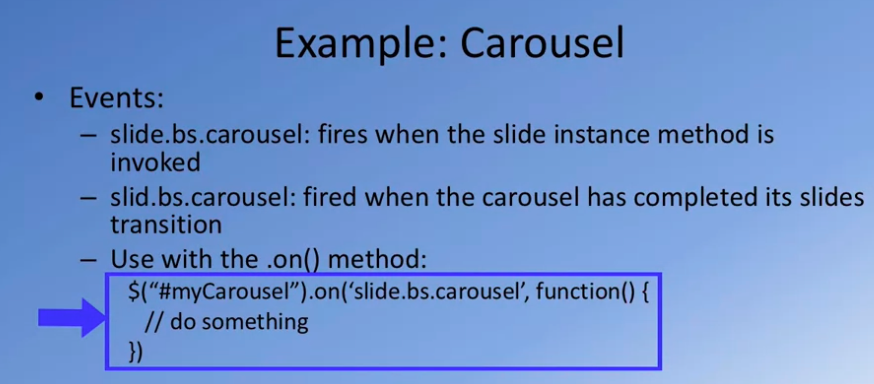 Example: Carousel
• Events:
– slide.bs.carousel: fires when the slide instance method is
invoked
– slid.bs.carousel: fired when the carousel has completed its slides
transition
– Use with the .on() method:
$(“#myCarousel”).on(‘slide.bs.carousel’, function() {
// do something
})